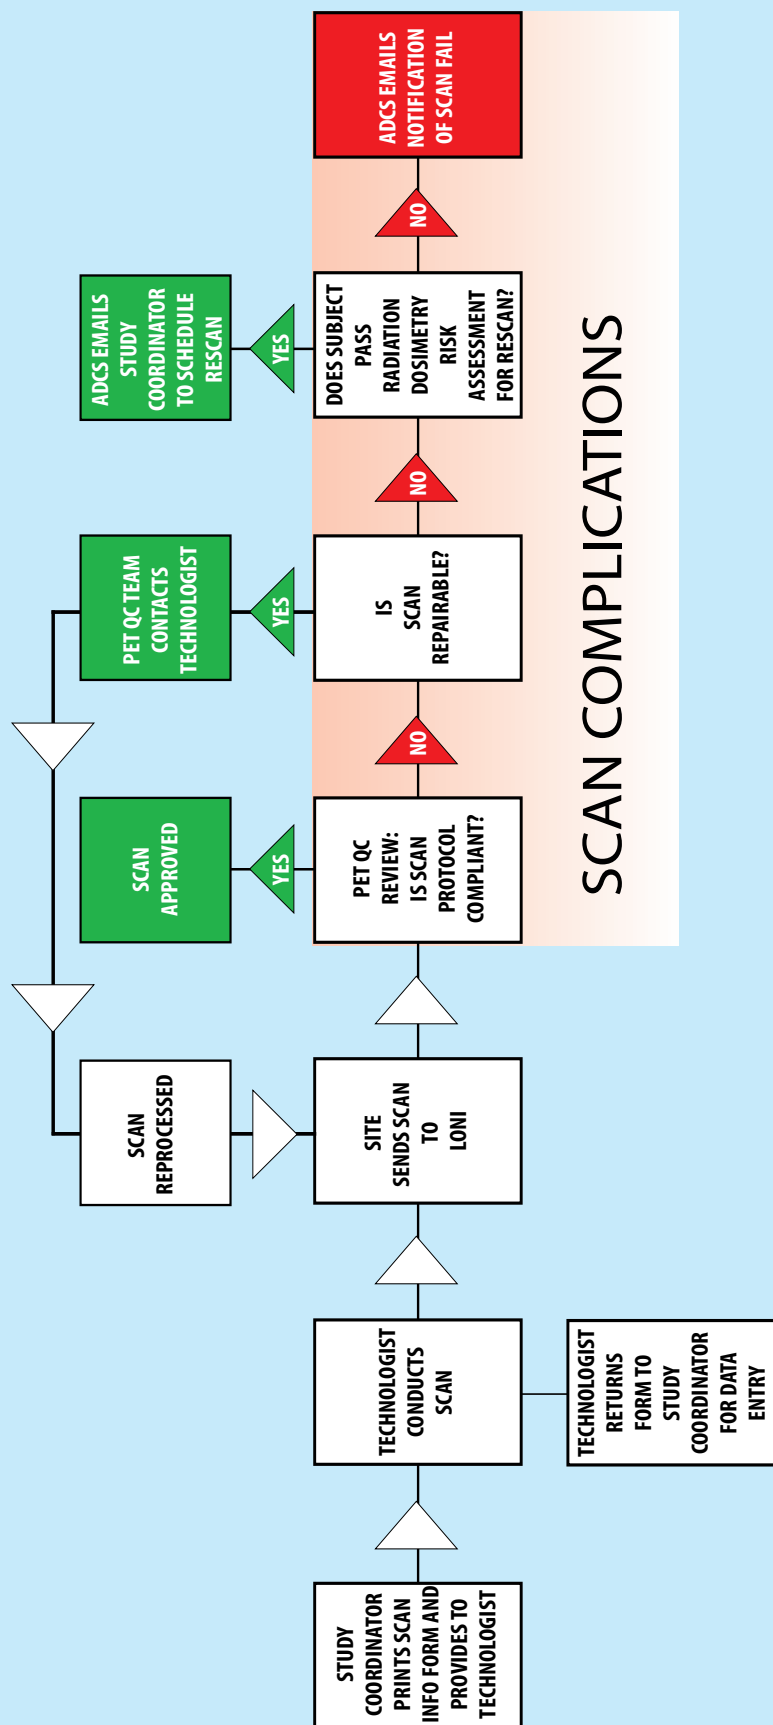 STUDY
COORDINATOR
PRINTS SCAN
INFO FORM AND
PROVIDES TO
TECHNOLOGIST
TECHNOLOGIST
CONDUCTS
SCAN
TECHNOLOGIST
RETURNS
FORM TO
STUDY
COORDINATOR
FOR DATA
ENTRY
SITE
SENDS SCAN
TO
LONI
SCAN
REPROCESSED
PET QC
REVIEW:
IS SCAN
PROTOCOL
COMPLIANT?
YES
SCAN
APPROVED
NO
IS
SCAN
REPAIRABLE?
YES
PET QC TEAM
CONTACTS
TECHNOLOGIST
NO
DOES SUBJECT
PASS
RADIATION
DOSIMETRY
RISK
ASSESSMENT
FOR RESCAN?
YES
ADCS EMAILS
STUDY
COORDINATOR
TO SCHEDULE
RESCAN
NO
ADCS EMAILS
NOTIFICATION
OF SCAN FAIL
SCAN COMPLICATIONS